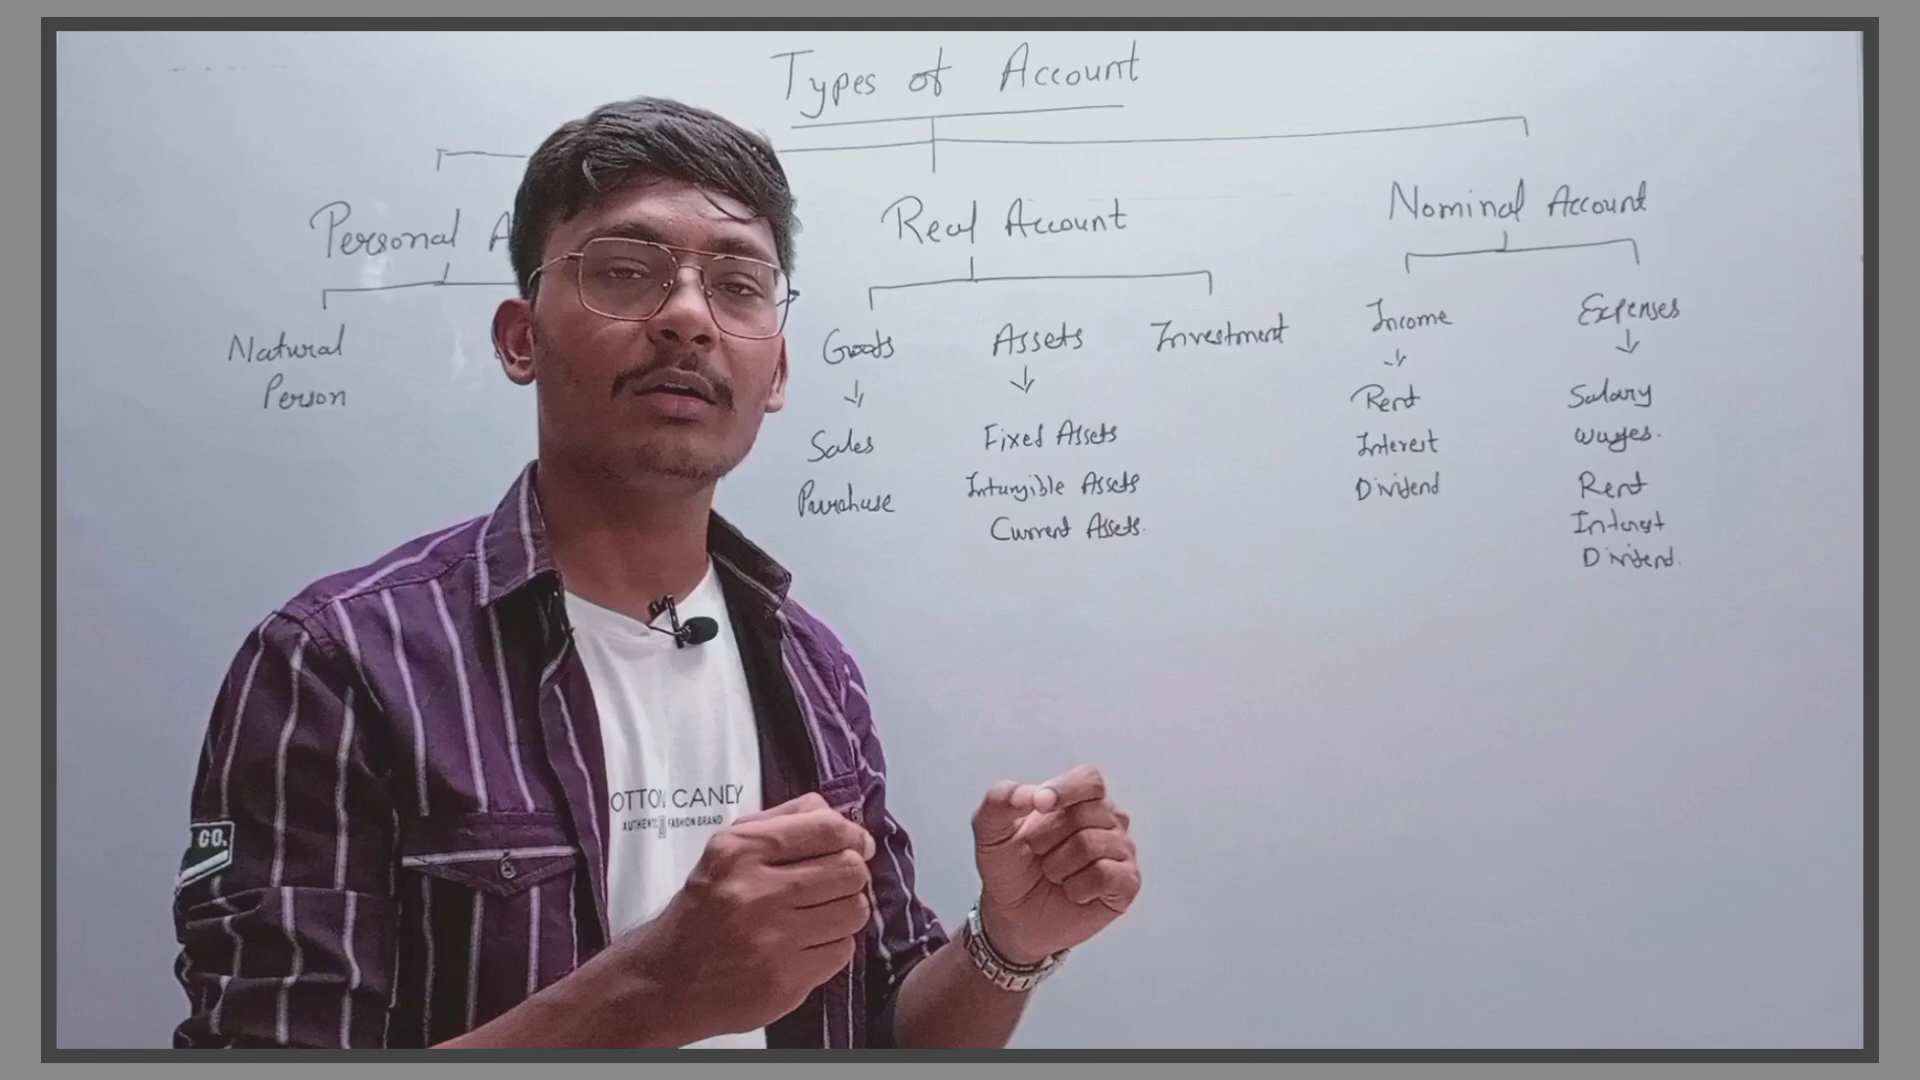 Types of Account
Personal A
Real Account
Nominal Account
Natural
Person
Goods
Assets
Investment
Income
Expenses
Sales
Purchase
Fixed Assets
Intangible Assets
Current Assets.
Rent
Interest
Dividend
Salary
wages.
Rent
Interest
Dividend.
OTTON CANDY
AUTHENTIC FASHION BRAND
CO.